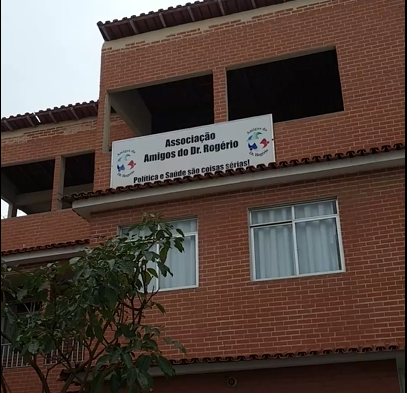 Associação
Amigos do Dr. Rogério
Política e Saúde são coisas sérias!